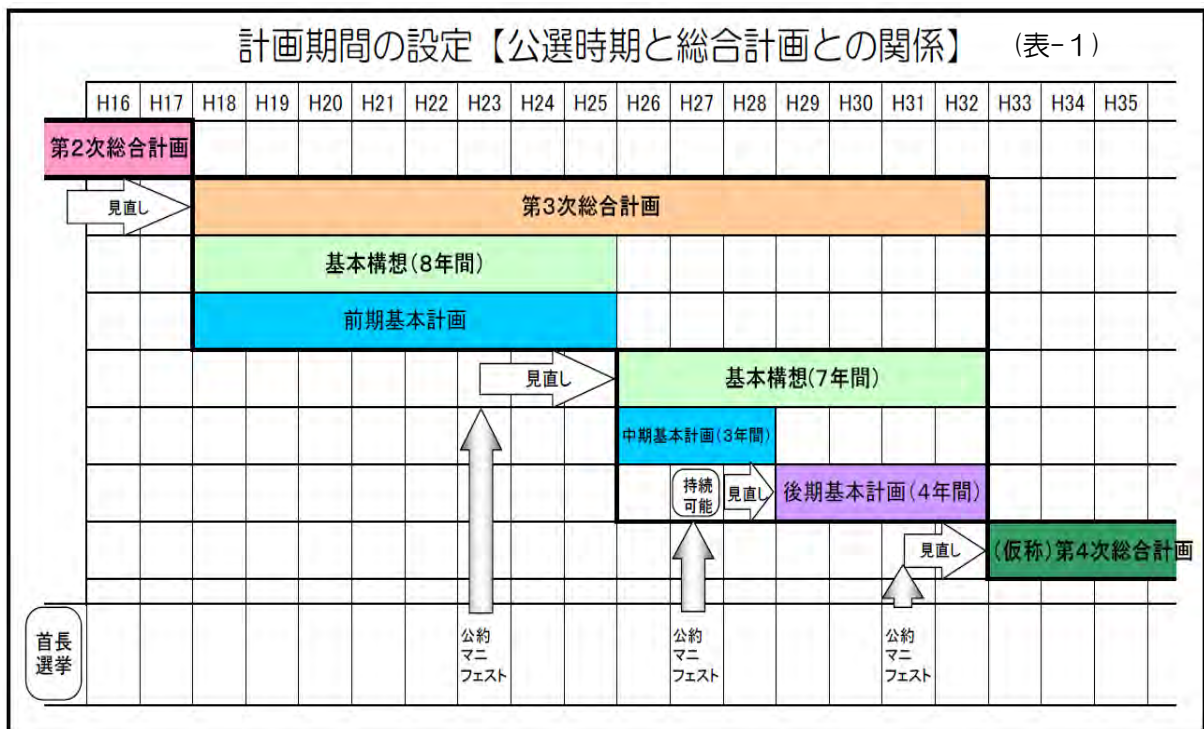 計画期間の設定【公選時期と総合計画との関係】 (表-1)
H16 H17 H18 H19 H20 H21 H22 H23 H24 H25 H26 H27 H28 H29 H30 H31 H32 H33 H34 H35
第2次総合計画
見直し
第3次総合計画
基本構想(8年間)
前期基本計画
見直し
基本構想(7年間)
中期基本計画(3年間)
持続
可能
見直し
後期基本計画(4年間)
見直し
(仮称)第4次総合計画
首長
選挙
公約
マニ
フェスト
公約
マニ
フェスト
公約
マニ
フェスト